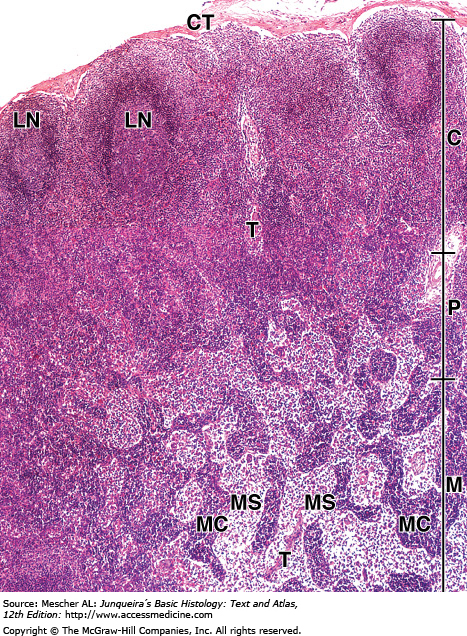 CT
LN
LN
C
T
P
M
MS
MS
MC
MC
T
Source: Mescher AL: Junqueira´s Basic Histology: Text and Atlas,
12th Edition: http://www.accessmedicine.com
Copyright © The McGraw-Hill Companies, Inc. All rights reserved.